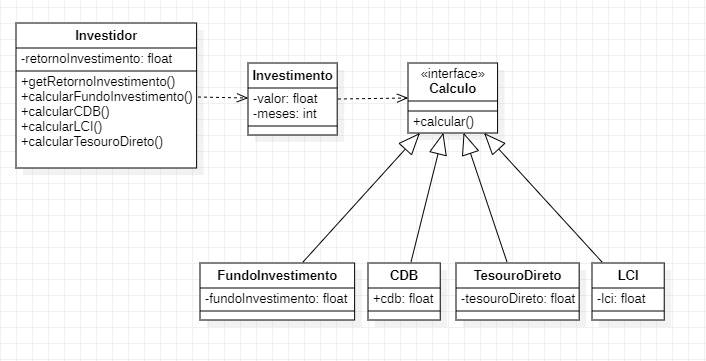 Investidor
-retornoInvestimento: float
+getRetornoInvestimento()
+calcularFundoInvestimento()
+calcularCDB()
+calcularLCI()
+calcularTesouroDireto()
Investimento
-valor: float
-meses: int
«interface»
Calculo
+calcular()
FundoInvestimento
-fundoInvestimento: float
CDB
+cdb: float
TesouroDireto
-tesouroDireto: float
LCI
-lci: float